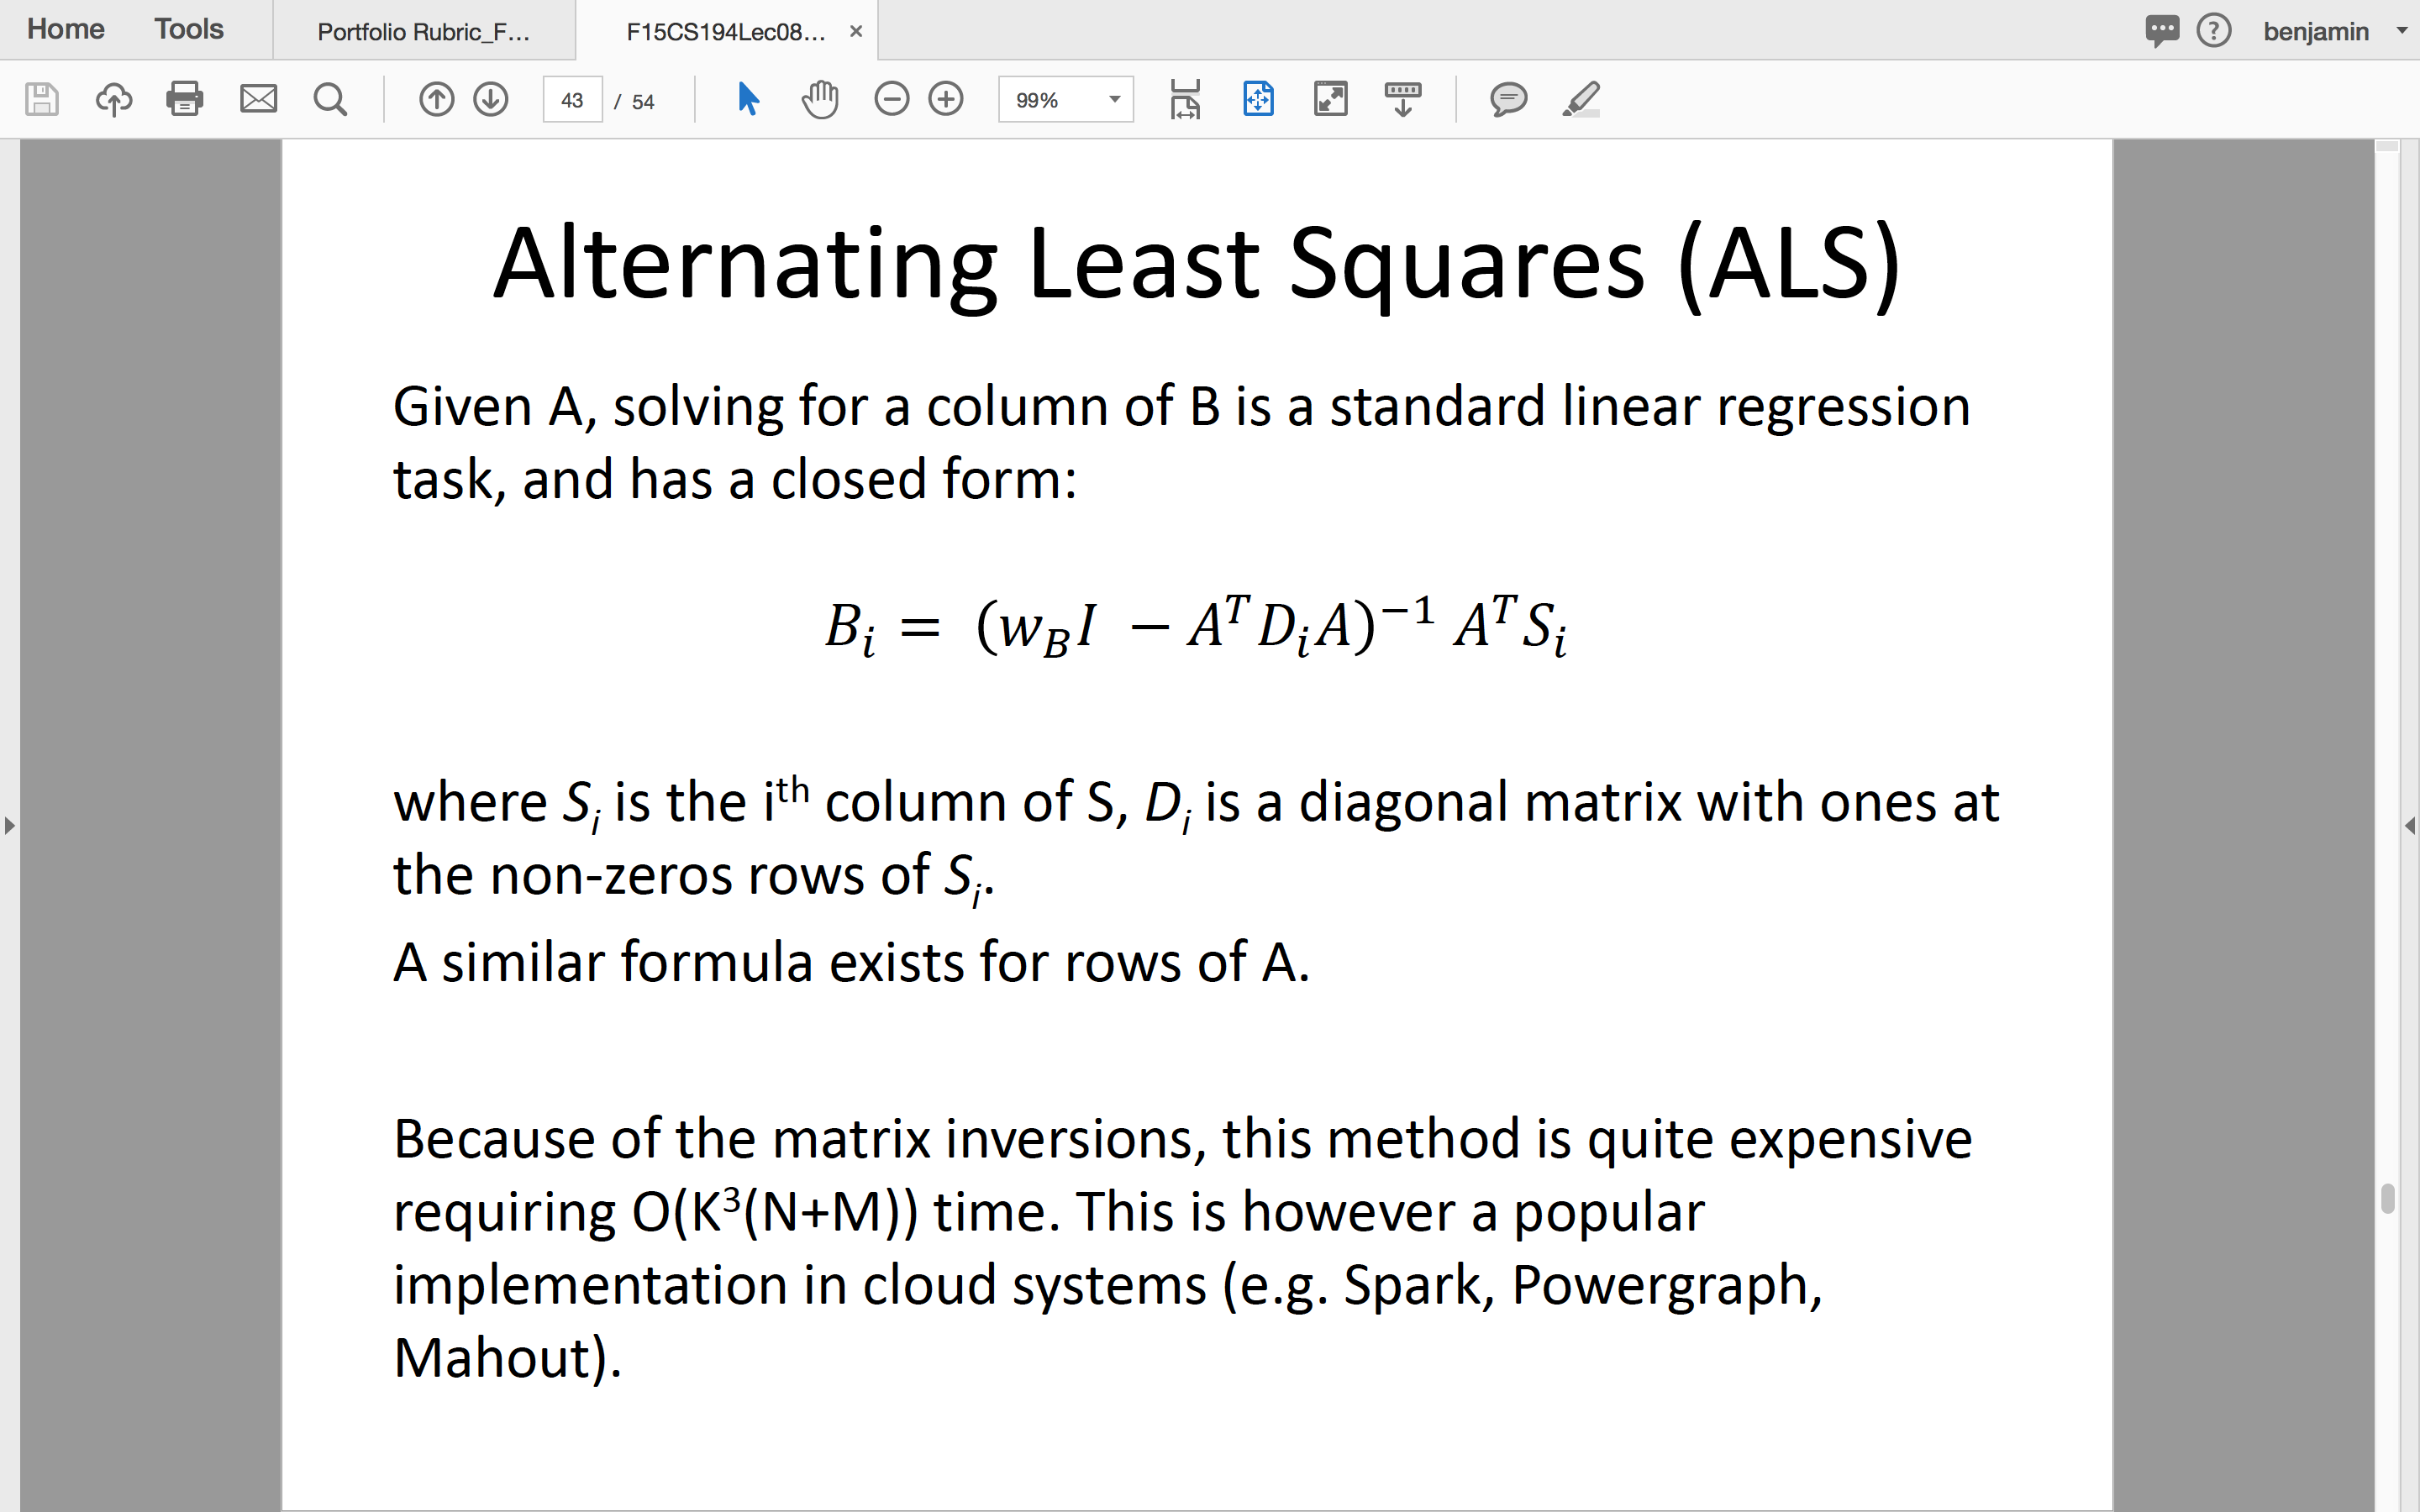 Home Tools Portfolio Rubric_F... F15CS194Lec08... × benjamin
43 / 54 99%
Alternating Least Squares (ALS)
Given A, solving for a column of B is a standard linear regression
task, and has a closed form:
B_i = (w_B I − A^T D_i A)^{−1} A^T S_i
where S_i is the i^th column of S, D_i is a diagonal matrix with ones at
the non-zeros rows of S_i.
A similar formula exists for rows of A.
Because of the matrix inversions, this method is quite expensive
requiring O(K³(N+M)) time. This is however a popular
implementation in cloud systems (e.g. Spark, Powergraph,
Mahout).